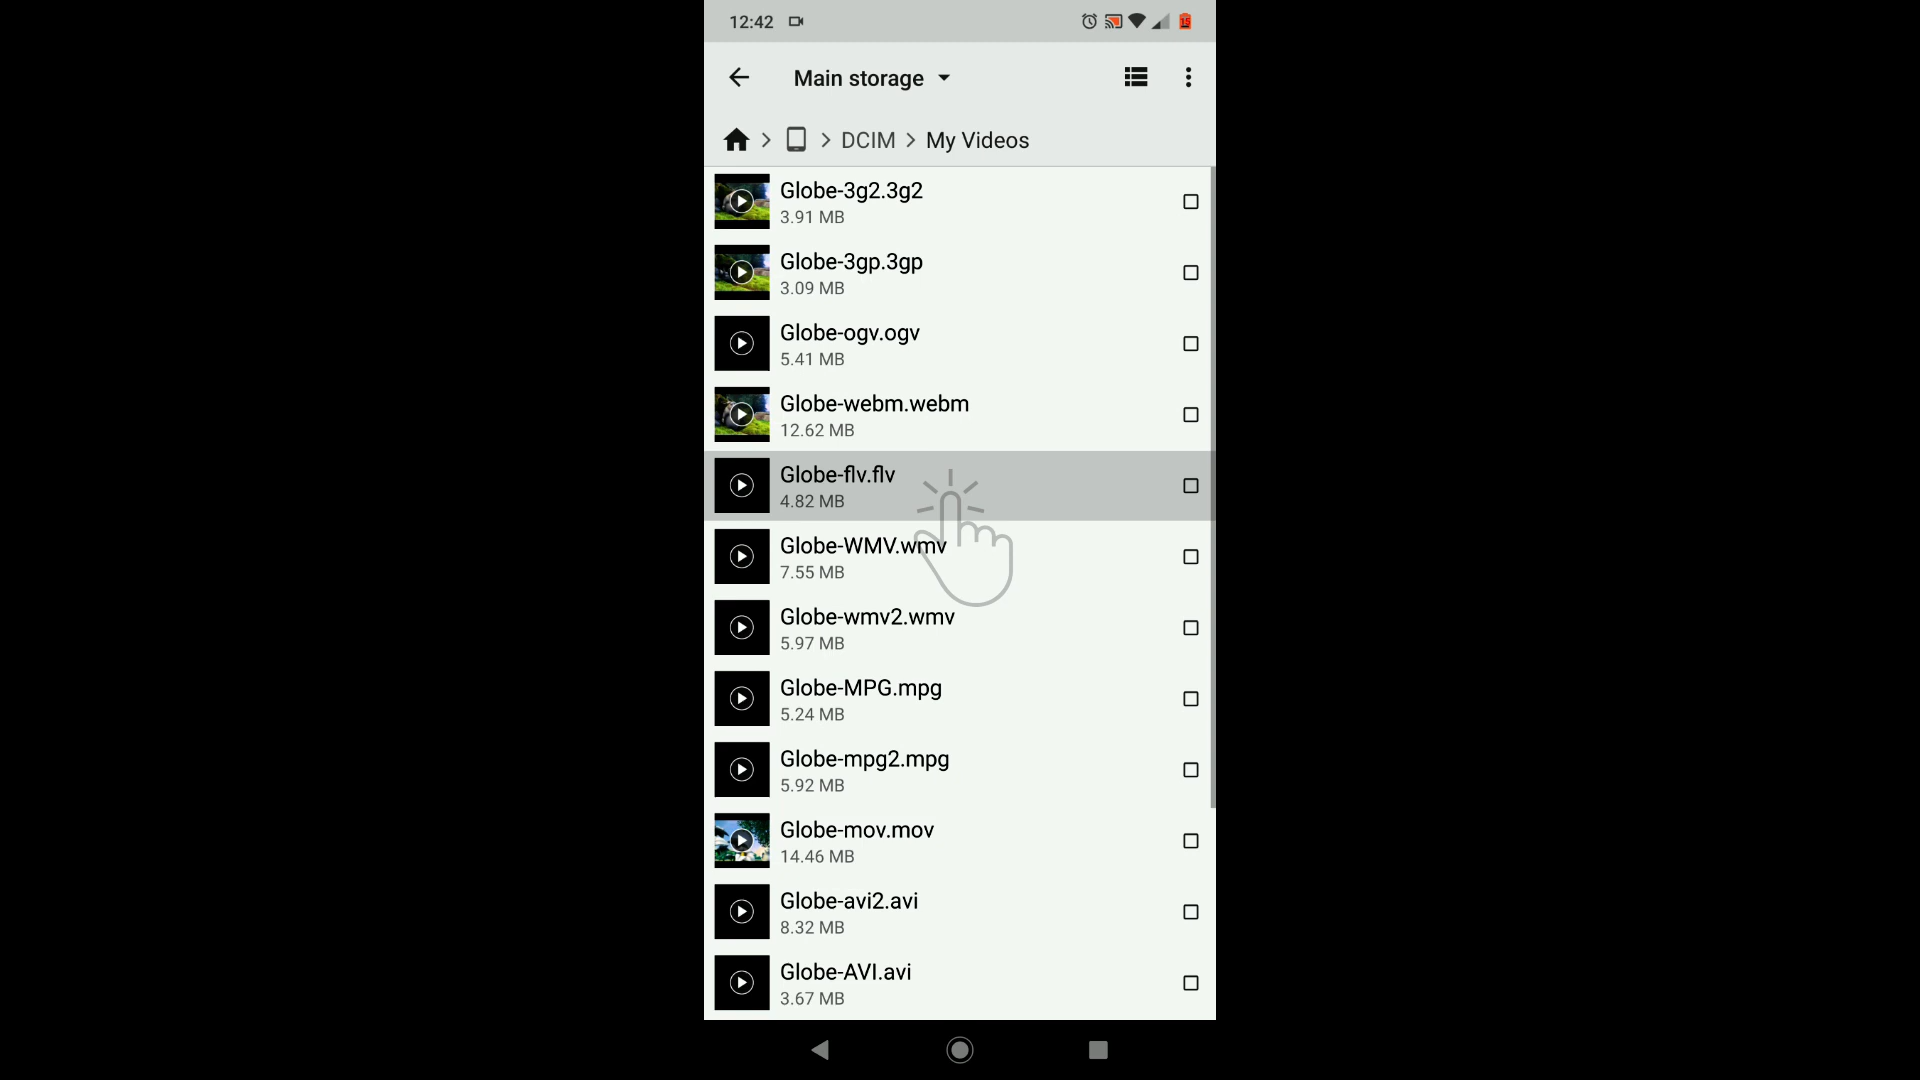 12:42
15
Main storage
DCIM My Videos
Globe-3g2.3g2
3.91 MB
Globe-3gp.3gp
3.09 MB
Globe-ogv.ogv
5.41 MB
Globe-webm.webm
12.62 MB
Globe-flv.flv
4.82 MB
Globe-WMV.wmv
7.55 MB
Globe-wmv2.wmv
5.97 MB
Globe-MPG.mpg
5.24 MB
Globe-mpg2.mpg
5.92 MB
Globe-mov.mov
14.46 MB
Globe-avi2.avi
8.32 MB
Globe-AVI.avi
3.67 MB